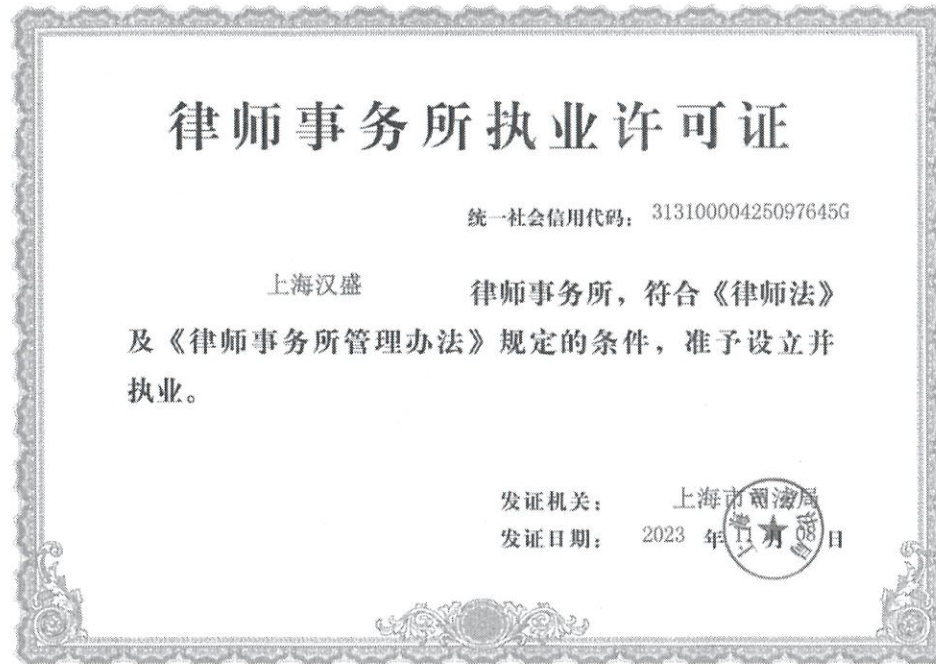 律师事务所执业许可证
统一社会信用代码： 31310000425097645G
上海汉盛 律师事务所，符合《律师法》
及《律师事务所管理办法》规定的条件，准予设立并
执业。
发证机关： 上海市司法局
发证日期： 2023 年 11 月 08 日